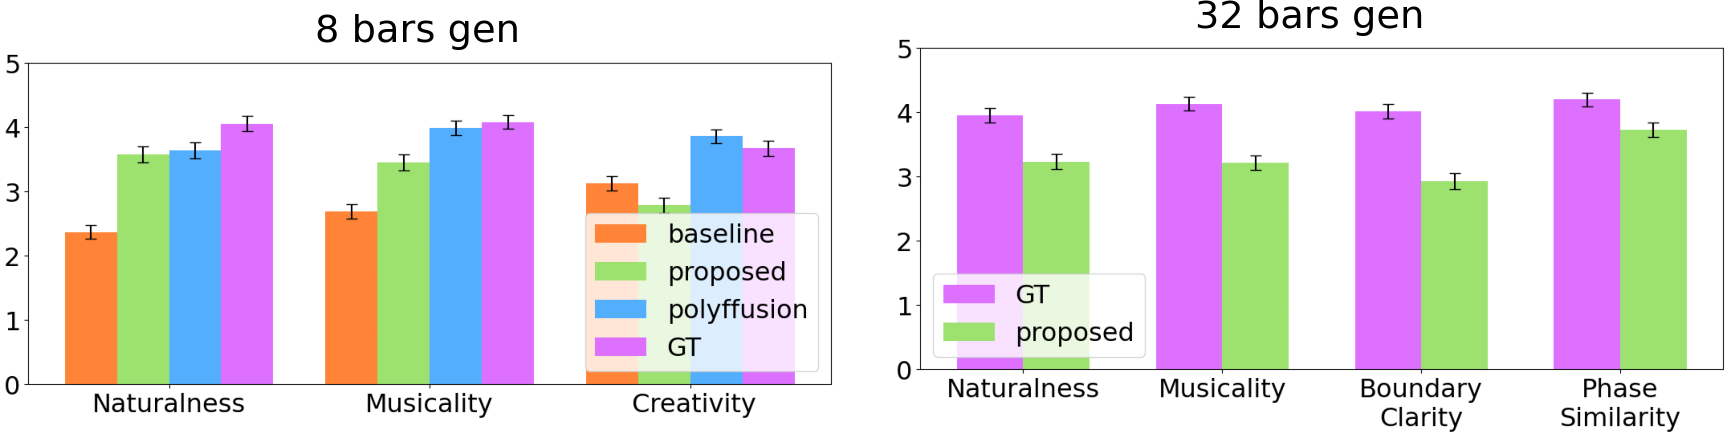 8 bars gen
5
4
3
2
1
0
baseline
proposed
polyffusion
GT
Naturalness
Musicality
Creativity
32 bars gen
5
4
3
2
1
0
GT
proposed
Naturalness
Musicality
Boundary
Clarity
Phase
Similarity